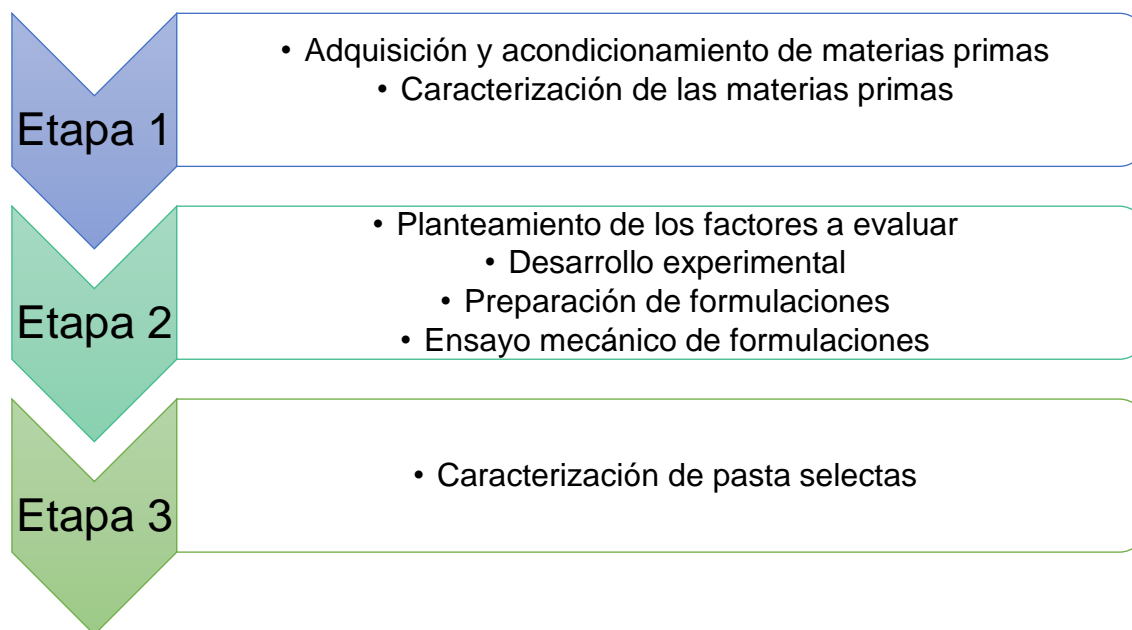 Etapa 1
• Adquisición y acondicionamiento de materias primas
• Caracterización de las materias primas
Etapa 2
• Planteamiento de los factores a evaluar
• Desarrollo experimental
• Preparación de formulaciones
• Ensayo mecánico de formulaciones
Etapa 3
• Caracterización de pasta selectas